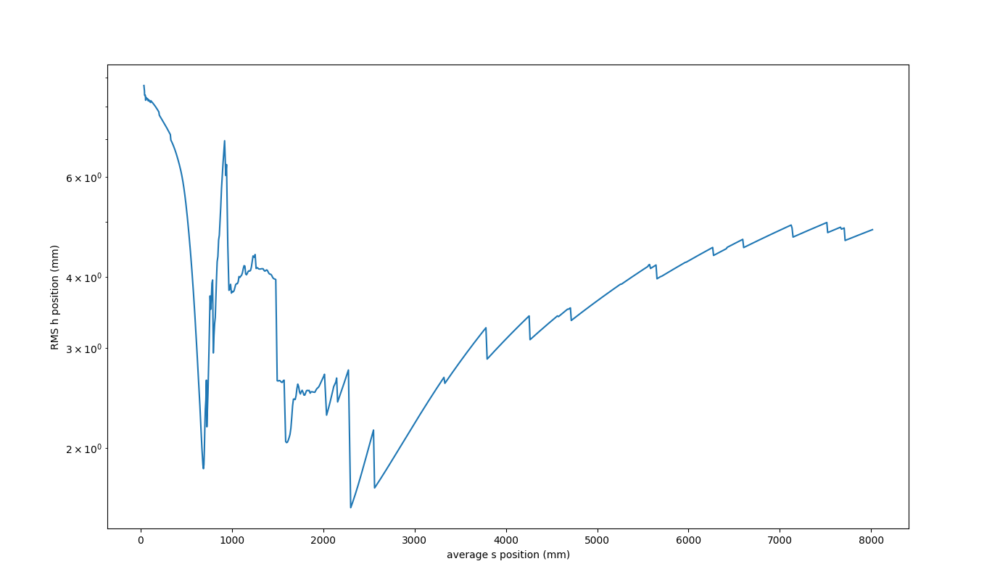 RMS h position (mm)
6 × 10⁰
4 × 10⁰
3 × 10⁰
2 × 10⁰
0 1000 2000 3000 4000 5000 6000 7000 8000
average s position (mm)